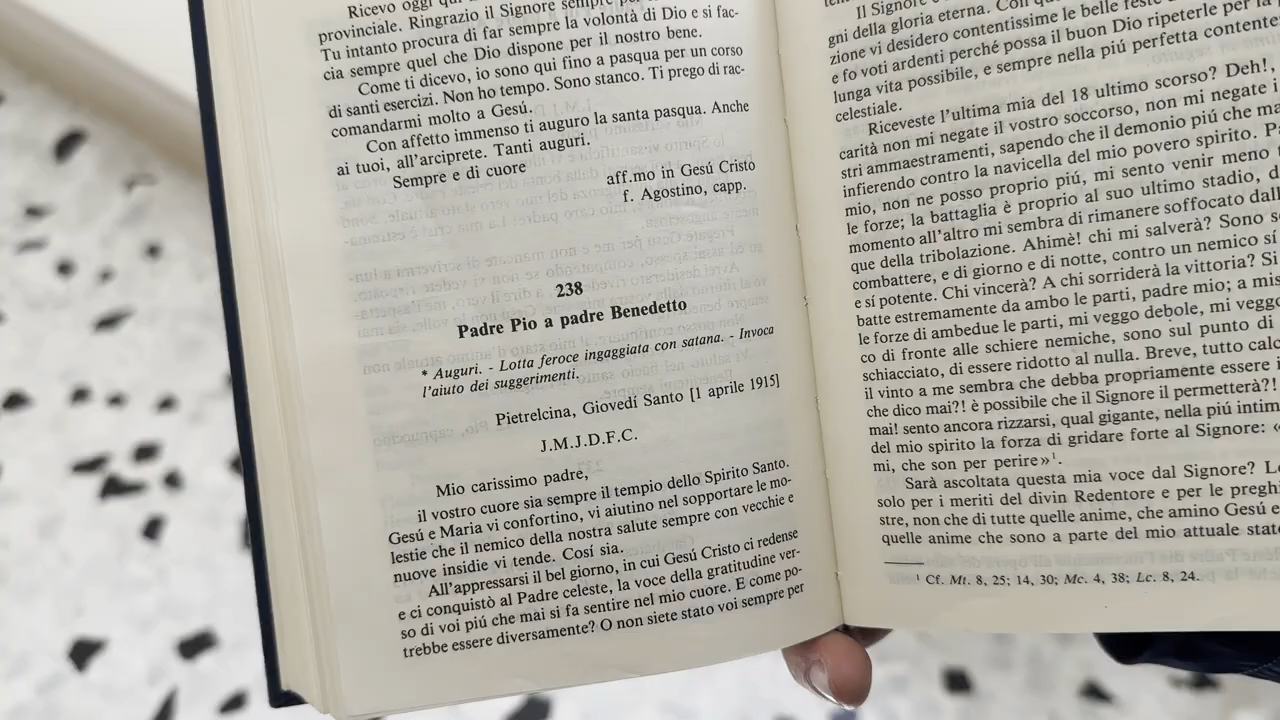 Ricevo oggi
provinciale. Ringrazio il Signore sempre
Tu intanto procura di far sempre la volontà di Dio e si fac-
cia sempre quel che Dio dispone per il nostro bene.
Come ti dicevo, io sono qui fino a pasqua per un corso
di santi esercizi. Non ho tempo. Sono stanco. Ti prego di rac-
comandarmi molto a Gesú.
Con affetto immenso ti auguro la santa pasqua. Anche
ai tuoi, all'arciprete. Tanti auguri.
Sempre e di cuore
aff.mo in Gesú Cristo
f. Agostino, capp.
238
Padre Pio a padre Benedetto
* Auguri. - Lotta feroce ingaggiata con satana. - Invoca
l'aiuto dei suggerimenti.
Pietrelcina, Giovedí Santo [1 aprile 1915]
J.M.J.D.F.C.
Mio carissimo padre,
il vostro cuore sia sempre il tempio dello Spirito Santo.
Gesú e Maria vi confortino, vi aiutino nel sopportare le mo-
lestie che il nemico della nostra salute sempre con vecchie e
nuove insidie vi tende. Cosí sia.
All'appressarsi il bel giorno, in cui Gesú Cristo ci redense
e ci conquistò al Padre celeste, la voce della gratitudine ver-
so di voi piú che mai si fa sentire nel mio cuore. E come po-
trebbe essere diversamente? O non siete stato voi sempre per
Il Signore
gni della gloria eterna. Con
zione vi desidero contentissime le belle feste
e fo voti ardenti perché possa il buon Dio ripeterle per la
lunga vita possibile, e sempre nella piú perfetta contente
celestiale.
Riceveste l'ultima mia del 18 ultimo scorso? Deh!,
carità non mi negate il vostro soccorso, non mi negate i
stri ammaestramenti, sapendo che il demonio piú che ma
infierendo contro la navicella del mio povero spirito. P
mio, non ne posso proprio piú, mi sento venir meno
le forze; la battaglia è proprio al suo ultimo stadio, d
momento all'altro mi sembra di rimanere soffocato dall
que della tribolazione. Ahimè! chi mi salverà? Sono s
combattere, e di giorno e di notte, contro un nemico sí
e sí potente. Chi vincerà? A chi sorriderà la vittoria? Si
batte estremamente da ambo le parti, padre mio; a mis
le forze di ambedue le parti, mi veggo debole, mi vegg
co di fronte alle schiere nemiche, sono sul punto di
schiacciato, di essere ridotto al nulla. Breve, tutto calc
il vinto a me sembra che debba propriamente essere i
che dico mai?! è possibile che il Signore il permetterà?!
mai! sento ancora rizzarsi, qual gigante, nella piú intim
del mio spirito la forza di gridare forte al Signore: «
mi, che son per perire»¹.
Sarà ascoltata questa mia voce dal Signore? L
solo per i meriti del divin Redentore e per le preghi
stre, non che di tutte quelle anime, che amino Gesú e
quelle anime che sono a parte del mio attuale stat
¹ Cf. Mt. 8, 25; 14, 30; Mc. 4, 38; Lc. 8, 24.